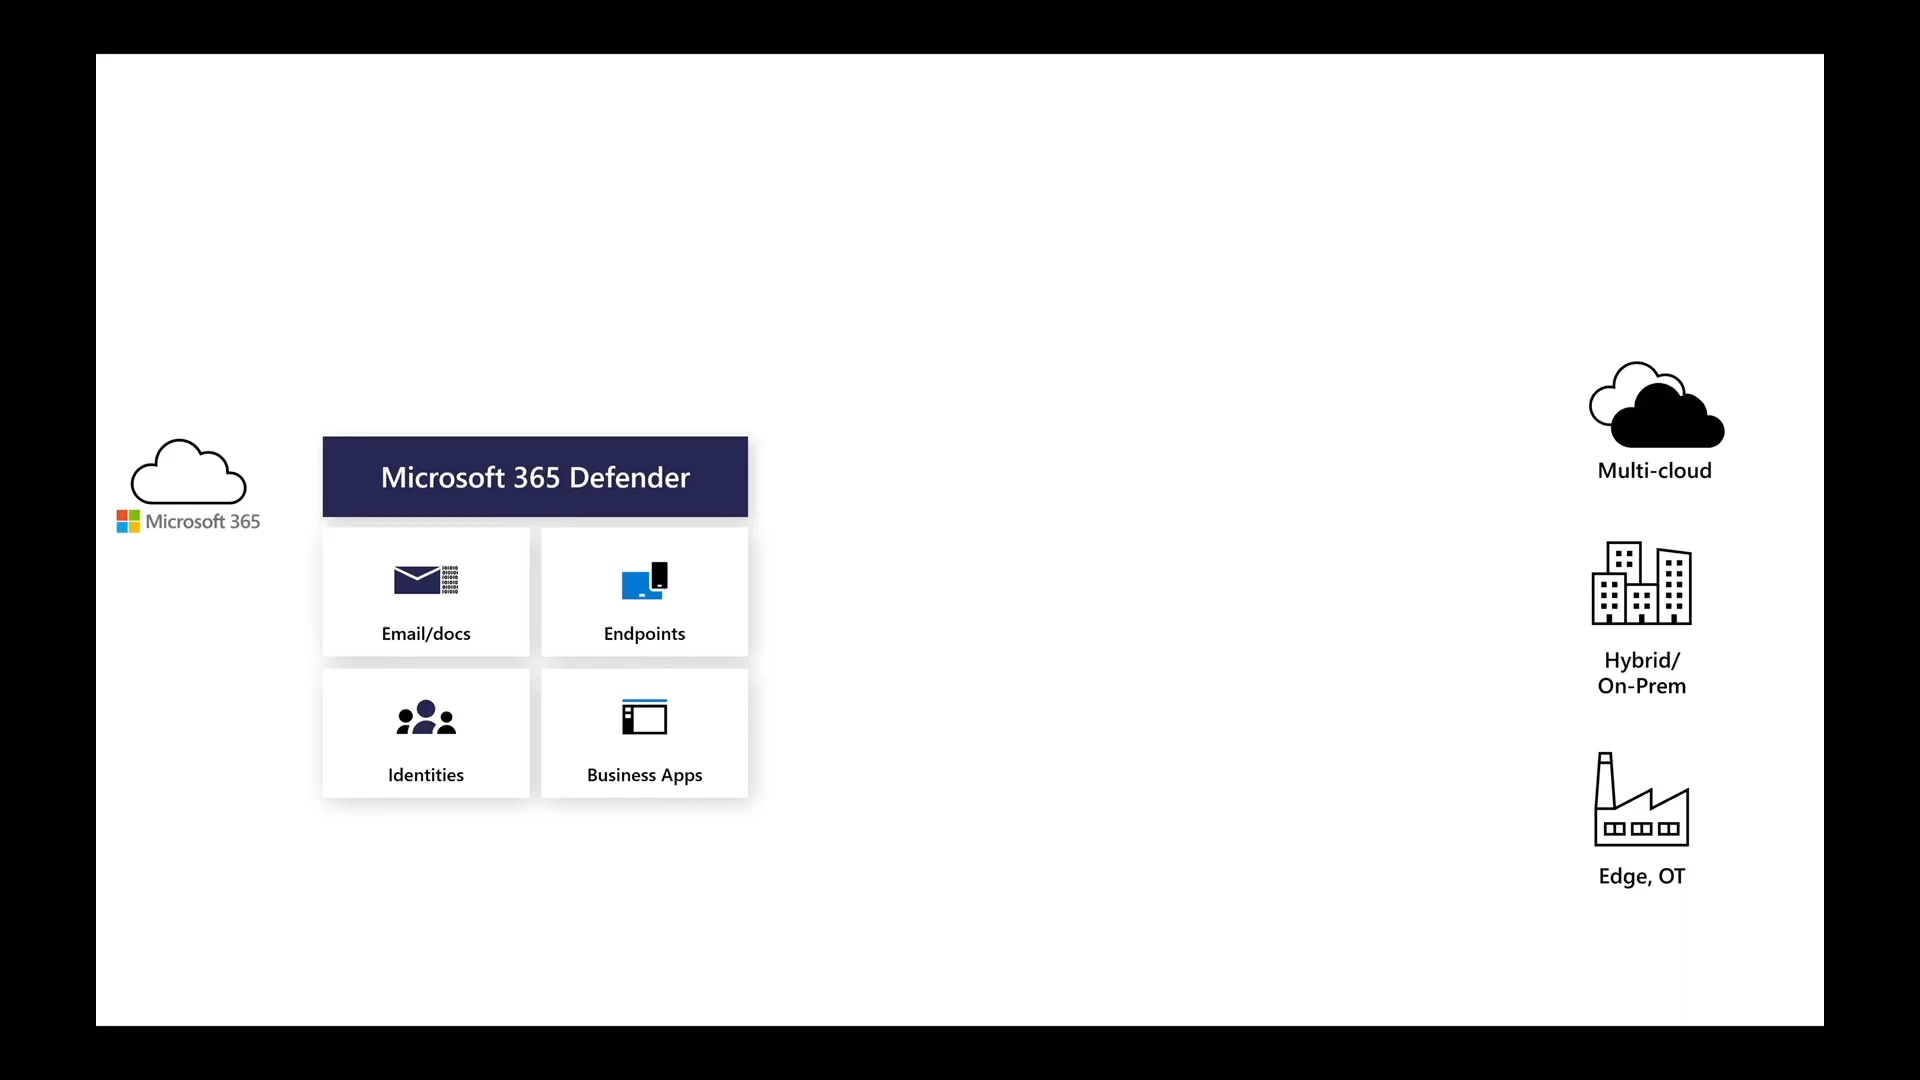 Microsoft 365
Microsoft 365 Defender
Email/docs
Endpoints
Identities
Business Apps
Multi-cloud
Hybrid/
On-Prem
Edge, OT